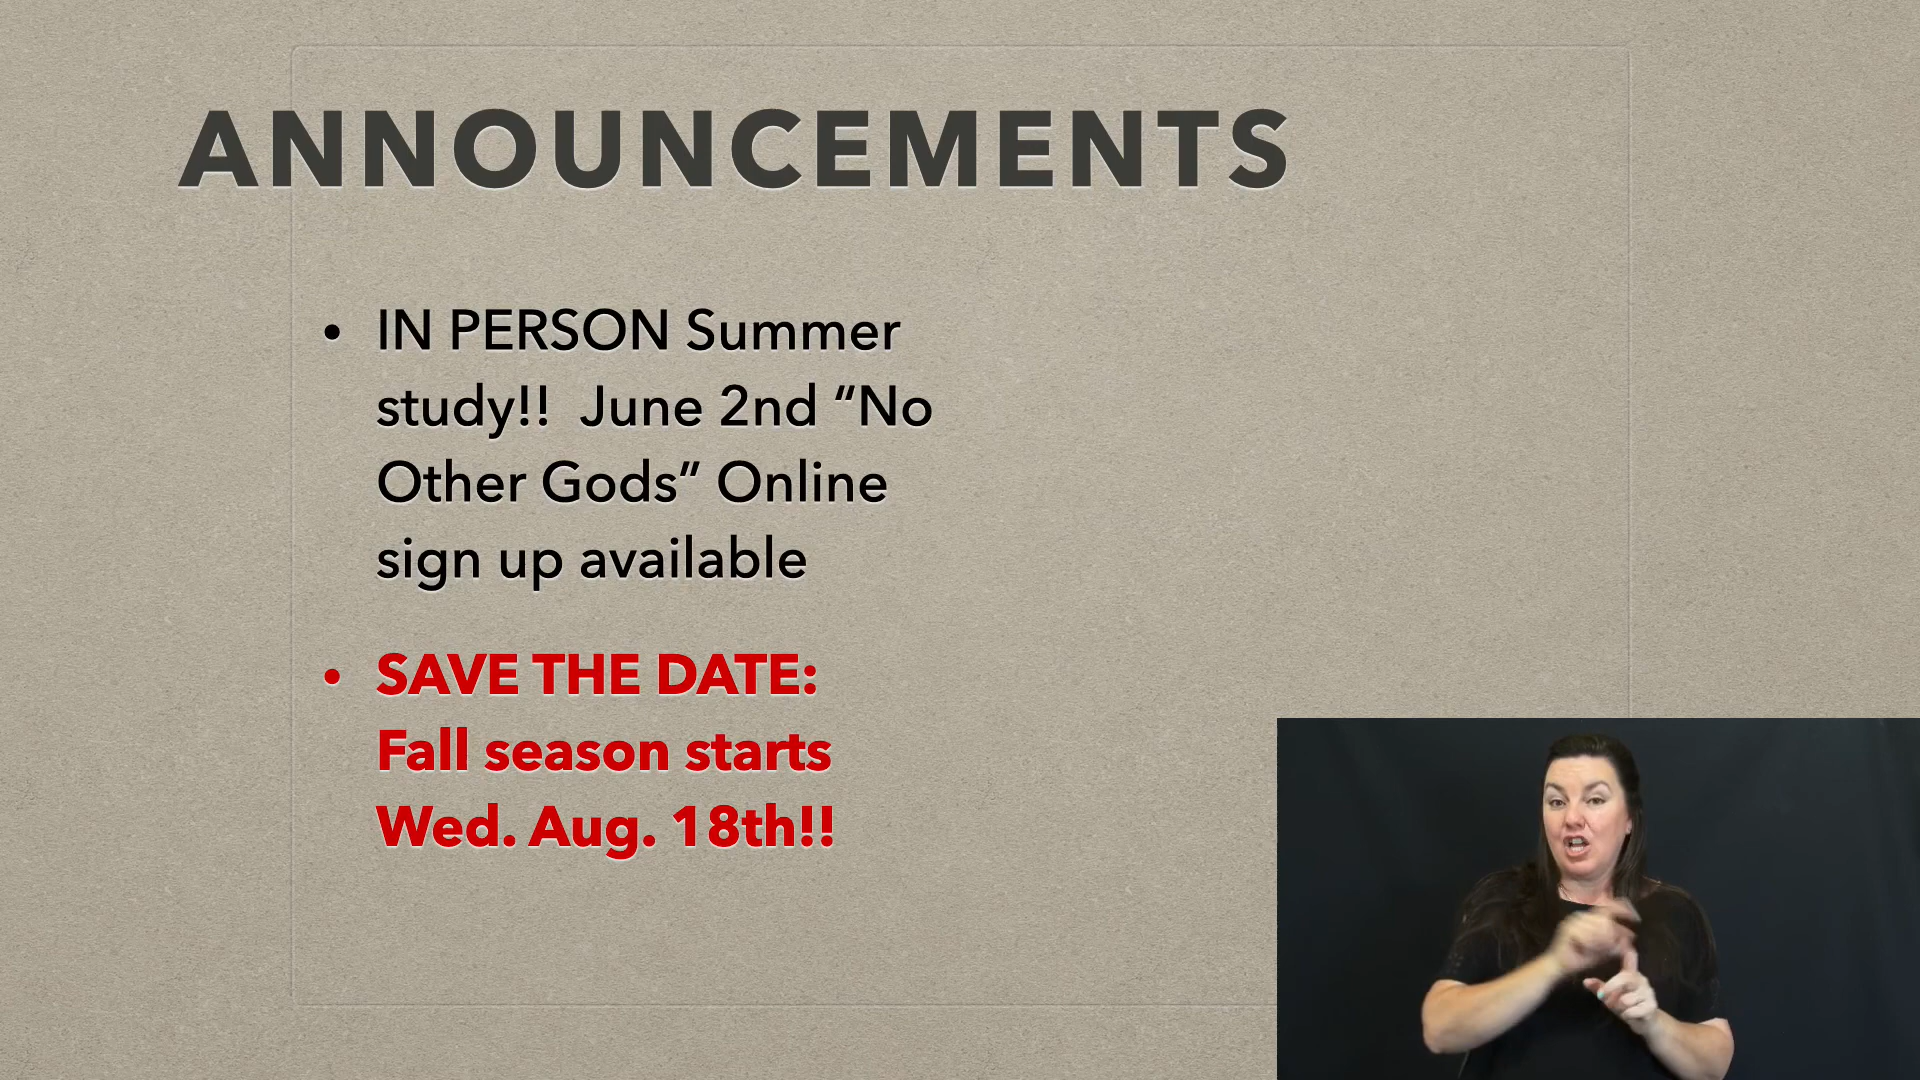 ANNOUNCEMENTS
• IN PERSON Summer
study!!  June 2nd “No
Other Gods” Online
sign up available
• SAVE THE DATE:
Fall season starts
Wed. Aug. 18th!!